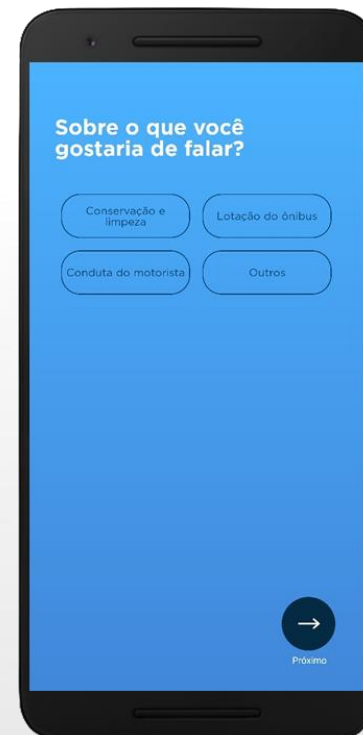 Sobre o que você
gostaria de falar?
Conservação e
limpeza
Lotação do ônibus
Conduta do motorista
Outros
Próximo